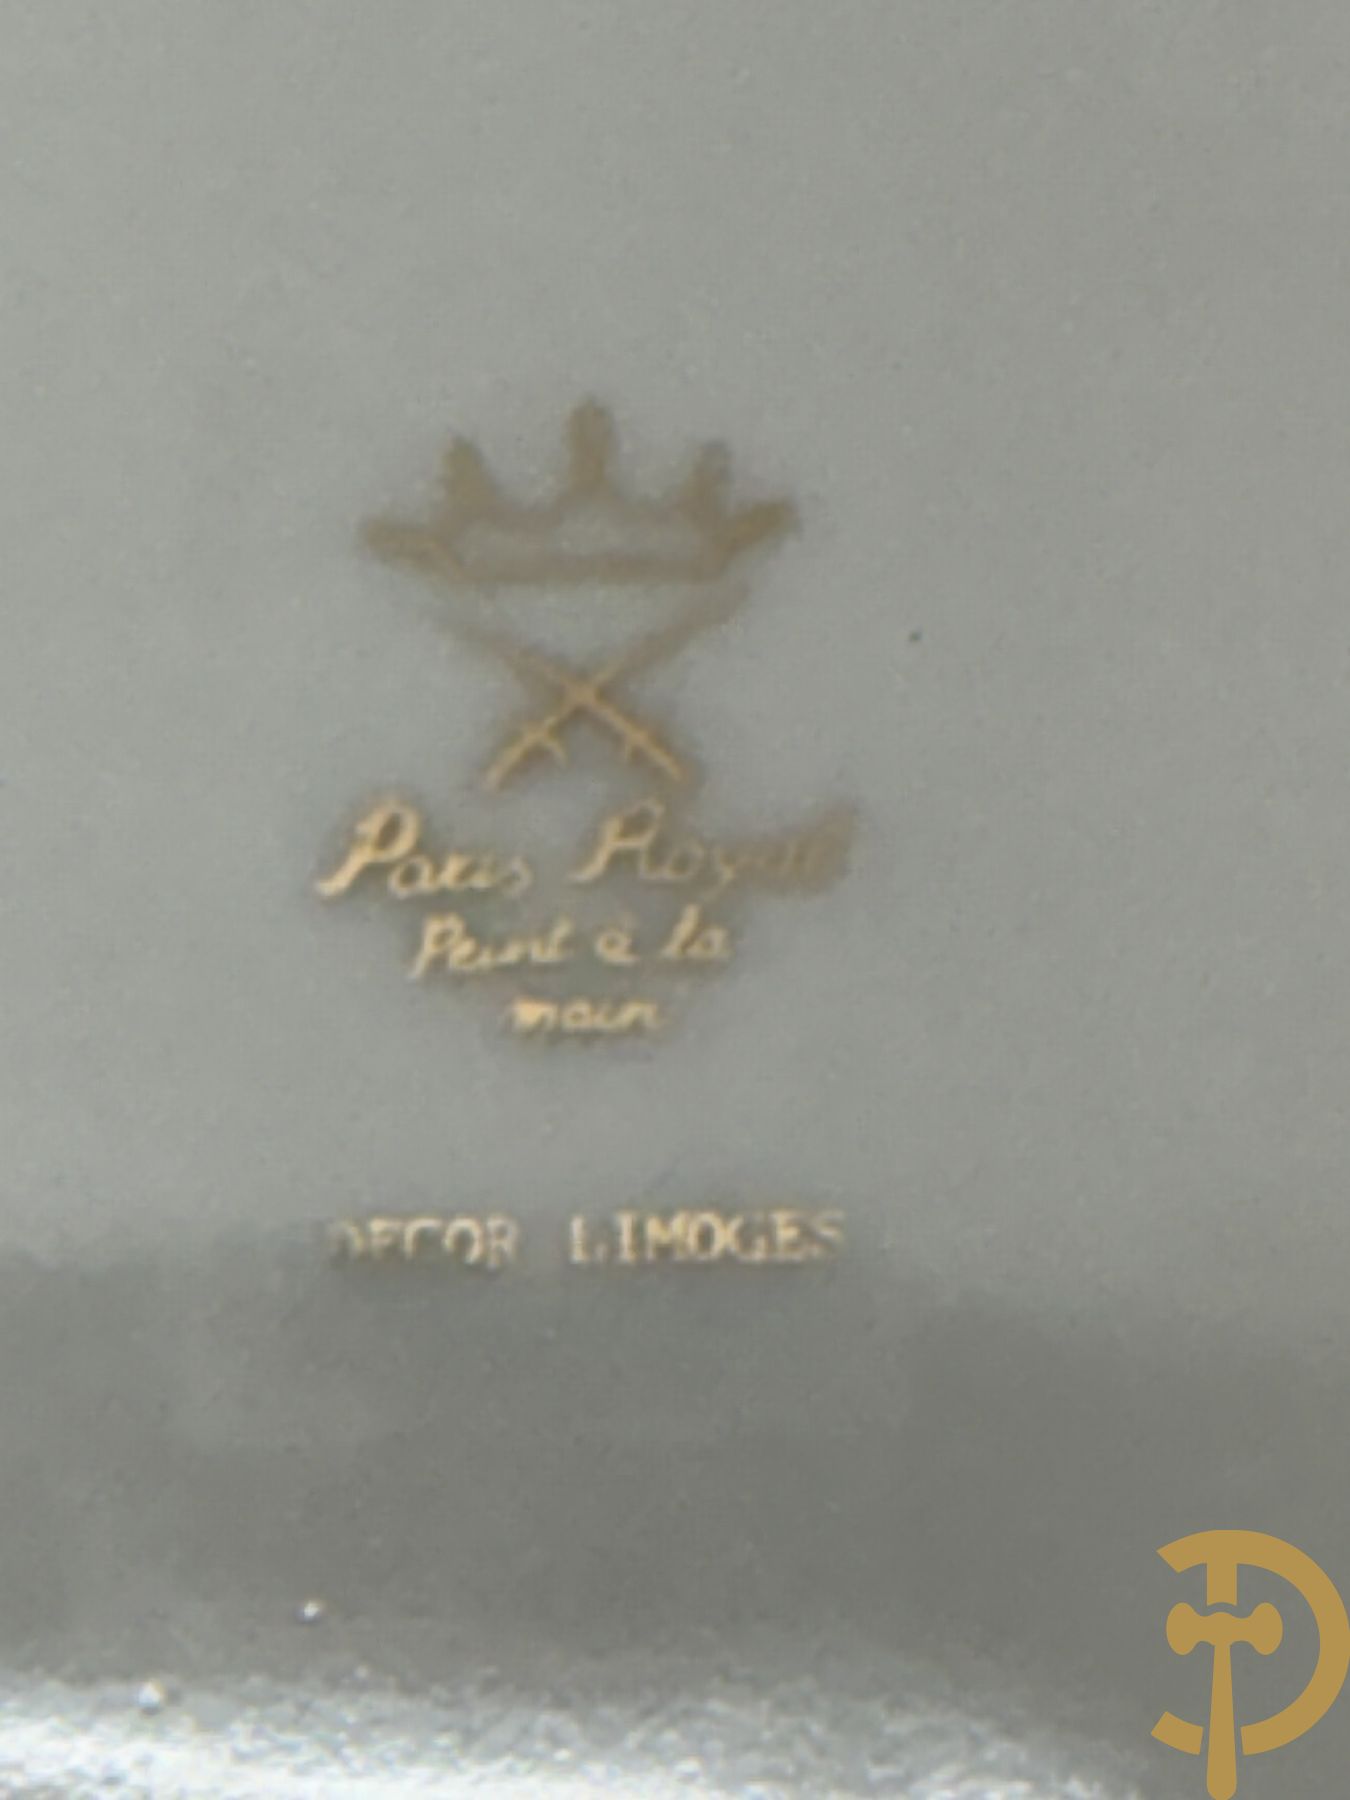 Paris Royal
Peint à la
main
DECOR LIMOGES